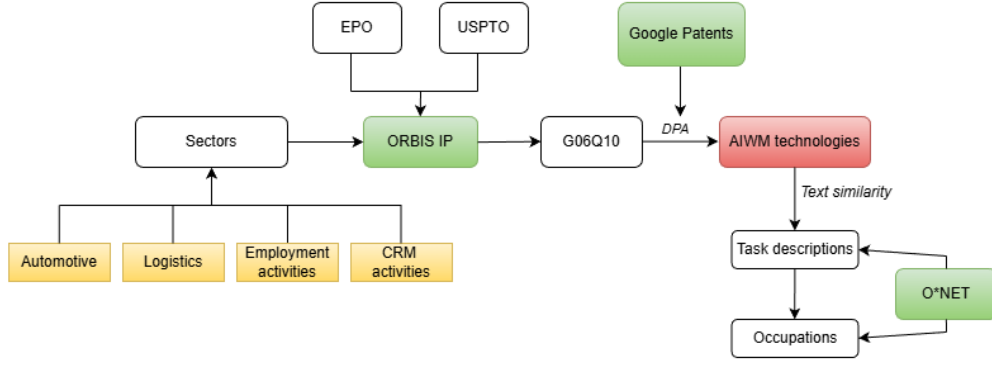 EPO
USPTO
Google Patents
DPA
Sectors
ORBIS IP
G06Q10
AIWM technologies
Text similarity
Automotive
Logistics
Employment
activities
CRM
activities
Task descriptions
O*NET
Occupations